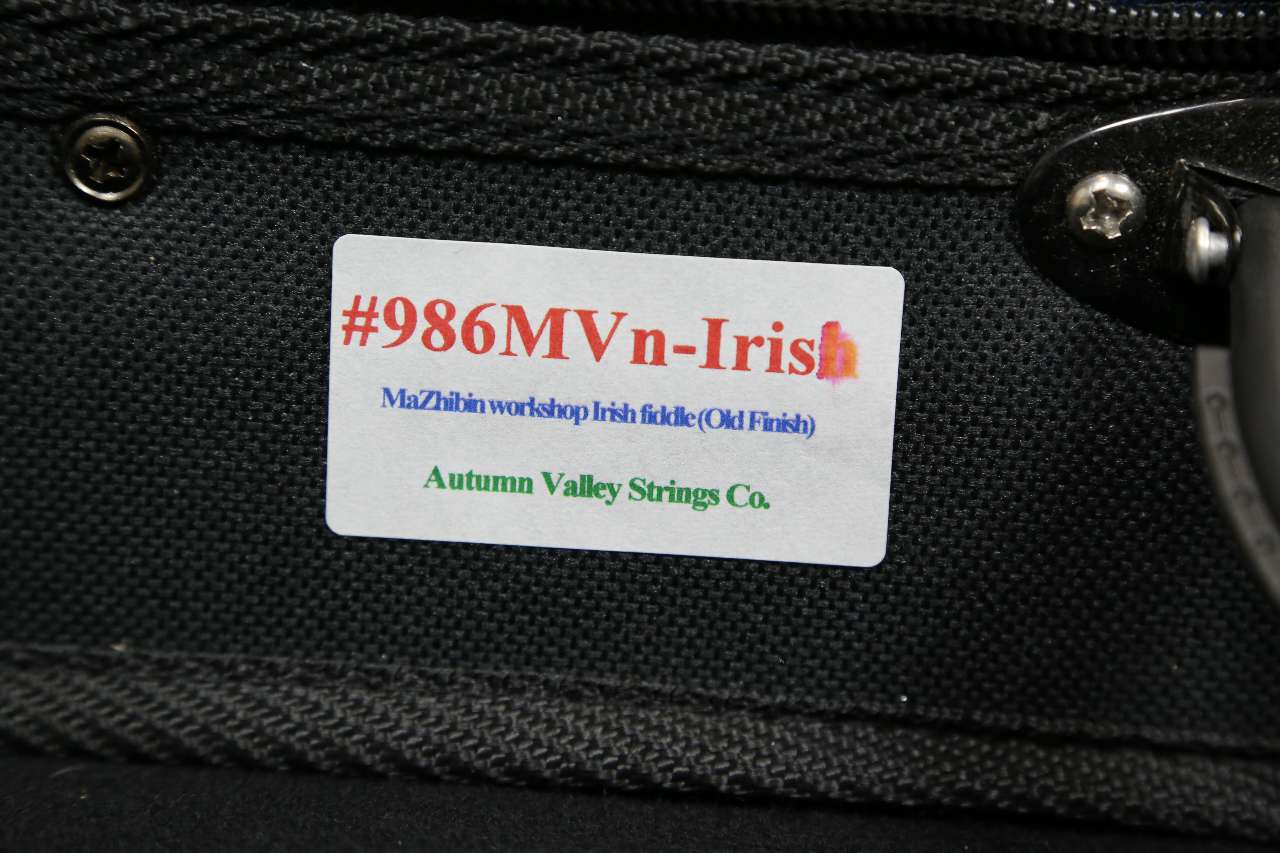 #986MVn-Irish
MaZhibin workshop Irish fiddle (Old Finish)
Autumn Valley Strings Co.